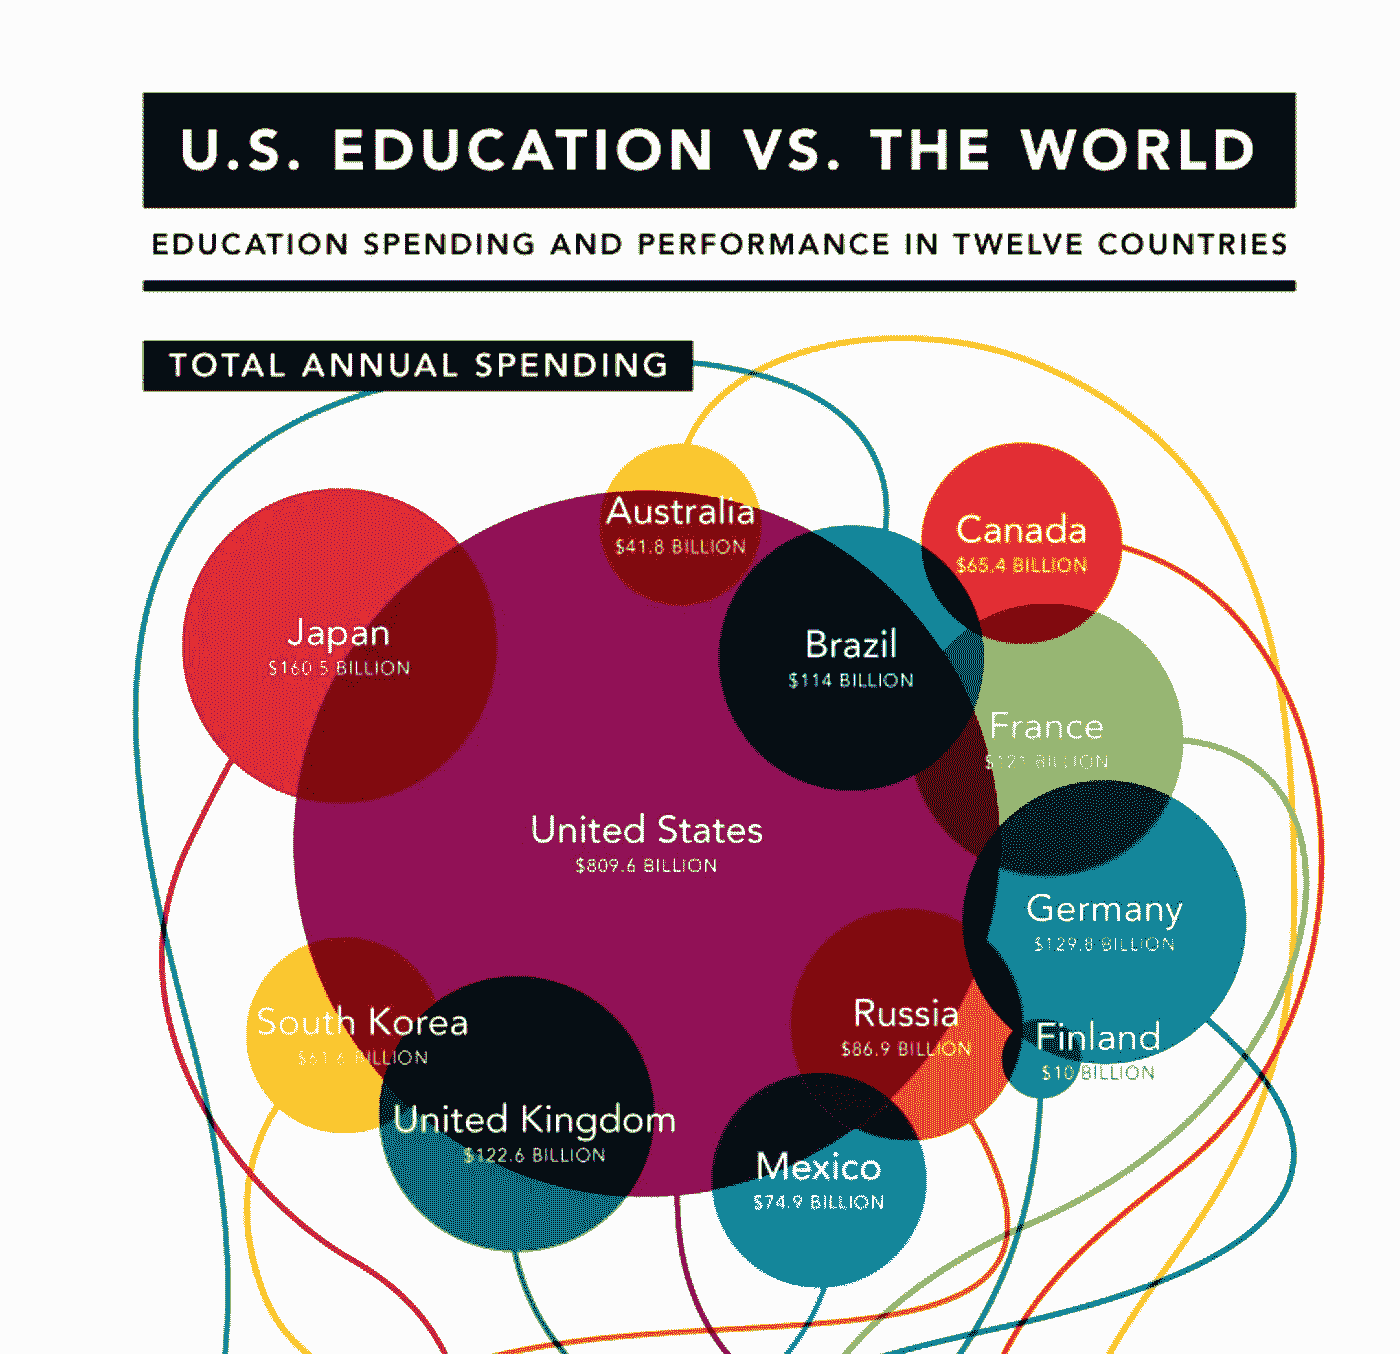 U.S. EDUCATION VS. THE WORLD
EDUCATION SPENDING AND PERFORMANCE IN TWELVE COUNTRIES
TOTAL ANNUAL SPENDING
Australia
$41.8 BILLION
Canada
$65.4 BILLION
Japan
$160.5 BILLION
Brazil
$114 BILLION
France
$121 BILLION
United States
$809.6 BILLION
Germany
$129.8 BILLION
South Korea
$61.6 BILLION
Russia
$86.9 BILLION
Finland
$10 BILLION
United Kingdom
$122.6 BILLION
Mexico
$74.9 BILLION